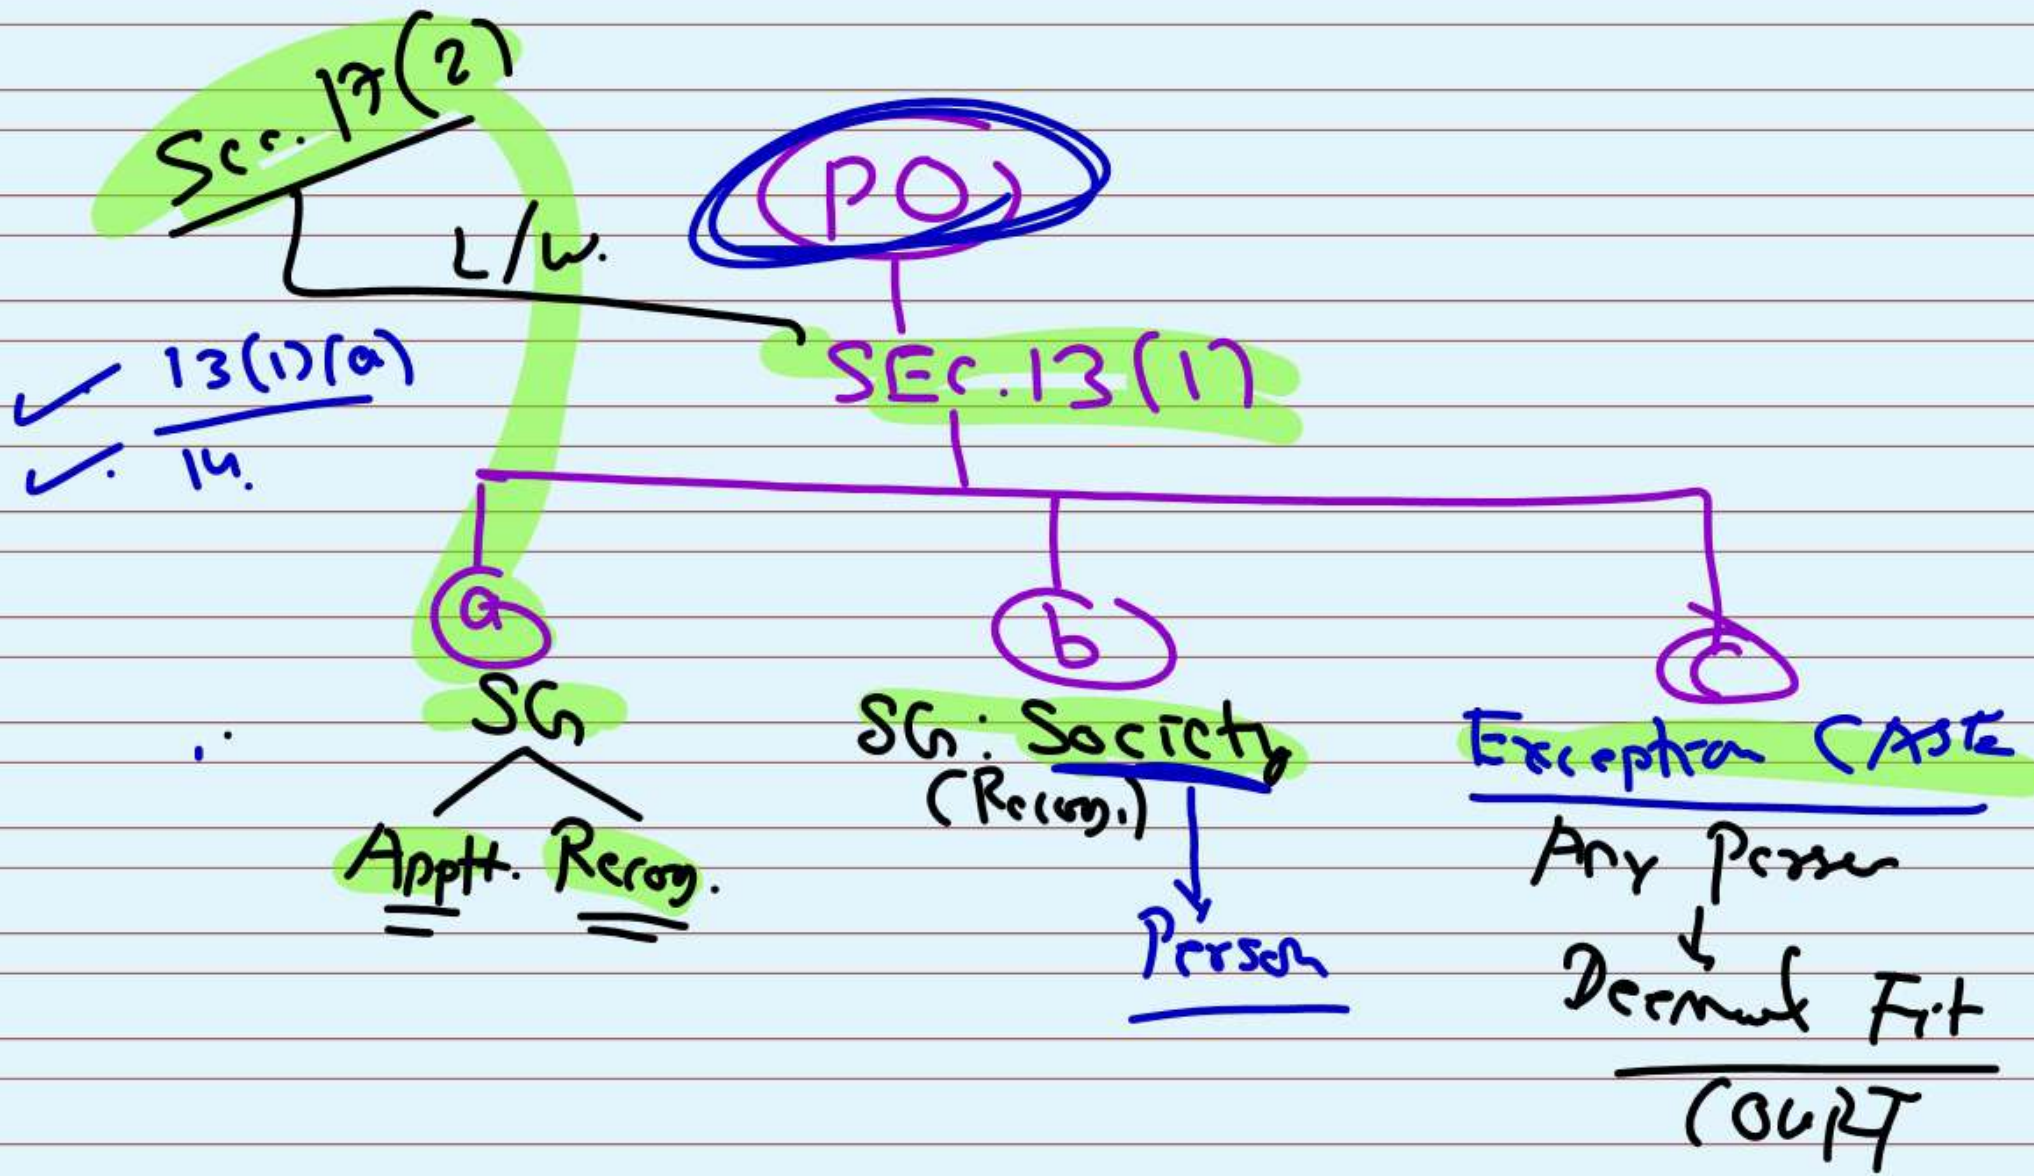 Sec. 17(2)
PO
L/W.
SEC. 13(1)
13(1)(a)
14.
a
b
c
SG
SG: Society
(Recog.)
Exception CASE
Appt. Recog.
Any Person
Person
Deemed Fit
COURT